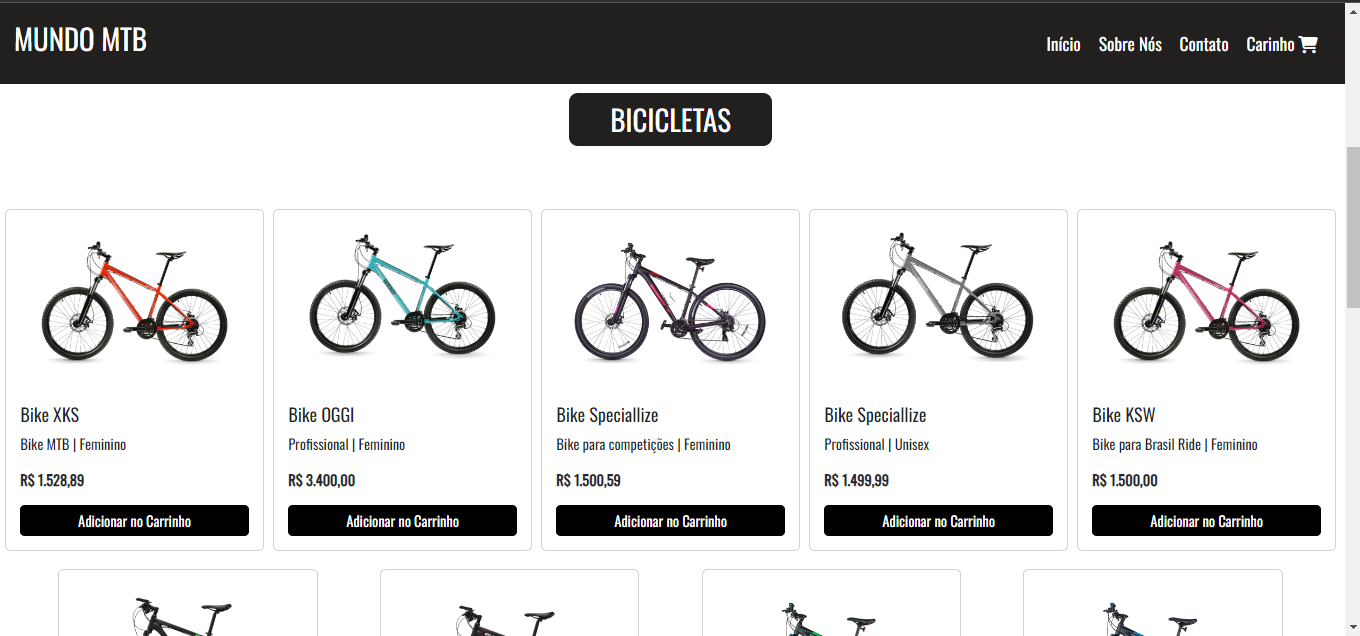 MUNDO MTB
Início Sobre Nós Contato Carinho
BICICLETAS
Bike XKS
Bike MTB | Feminino
R$ 1.528,89
Adicionar no Carrinho
Bike OGGI
Profissional | Feminino
R$ 3.400,00
Adicionar no Carrinho
Bike Speciallize
Bike para competições | Feminino
R$ 1.500,59
Adicionar no Carrinho
Bike Speciallize
Profissional | Unisex
R$ 1.499,99
Adicionar no Carrinho
Bike KSW
Bike para Brasil Ride | Feminino
R$ 1.500,00
Adicionar no Carrinho